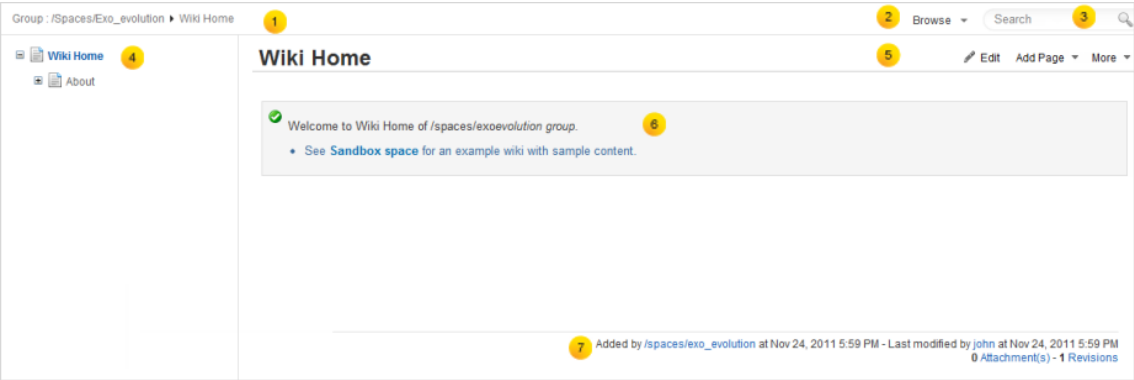 Group : /Spaces/Exo_evolution Wiki Home 1 2 Browse Search 3
Wiki Home 4
About
Wiki Home 5 Edit Add Page More
Welcome to Wiki Home of /spaces/exoevolution group. 6
• See Sandbox space for an example wiki with sample content.
7 Added by /spaces/exo_evolution at Nov 24, 2011 5:59 PM - Last modified by john at Nov 24, 2011 5:59 PM
0 Attachment(s) - 1 Revisions